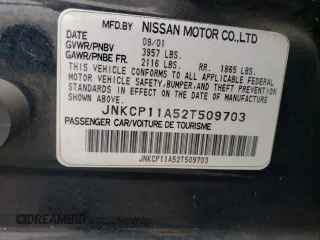 MFD.BY NISSAN MOTOR CO.,LTD
DATE 09/01
GVWR/PNBV 3957 LBS.
GAWR/PNBE FR. 2116 LBS. RR. 1865 LBS.
THIS VEHICLE CONFORMS TO ALL APPLICABLE FEDERAL
MOTOR VEHICLE SAFETY, BUMPER, AND THEFT PREVENTION
STANDARDS IN EFFECT ON THE DATE OF
MANUFACTURE SHOWN ABOVE.
JNKCP11A52T509703
PASSENGER CAR/VOITURE DE TOURISME
JNKCP11A52T509703
DREAMBID